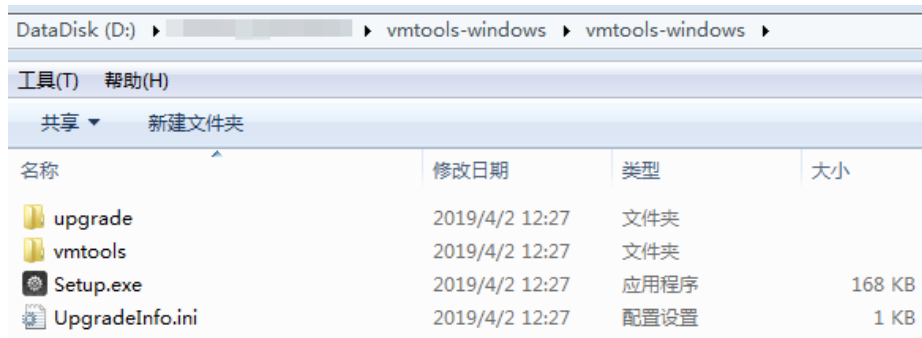 DataDisk (D:) vmtools-windows vmtools-windows
工具(T) 帮助(H)
共享 新建文件夹
名称 修改日期 类型 大小
upgrade 2019/4/2 12:27 文件夹
vmtools 2019/4/2 12:27 文件夹
Setup.exe 2019/4/2 12:27 应用程序 168 KB
UpgradeInfo.ini 2019/4/2 12:27 配置设置 1 KB